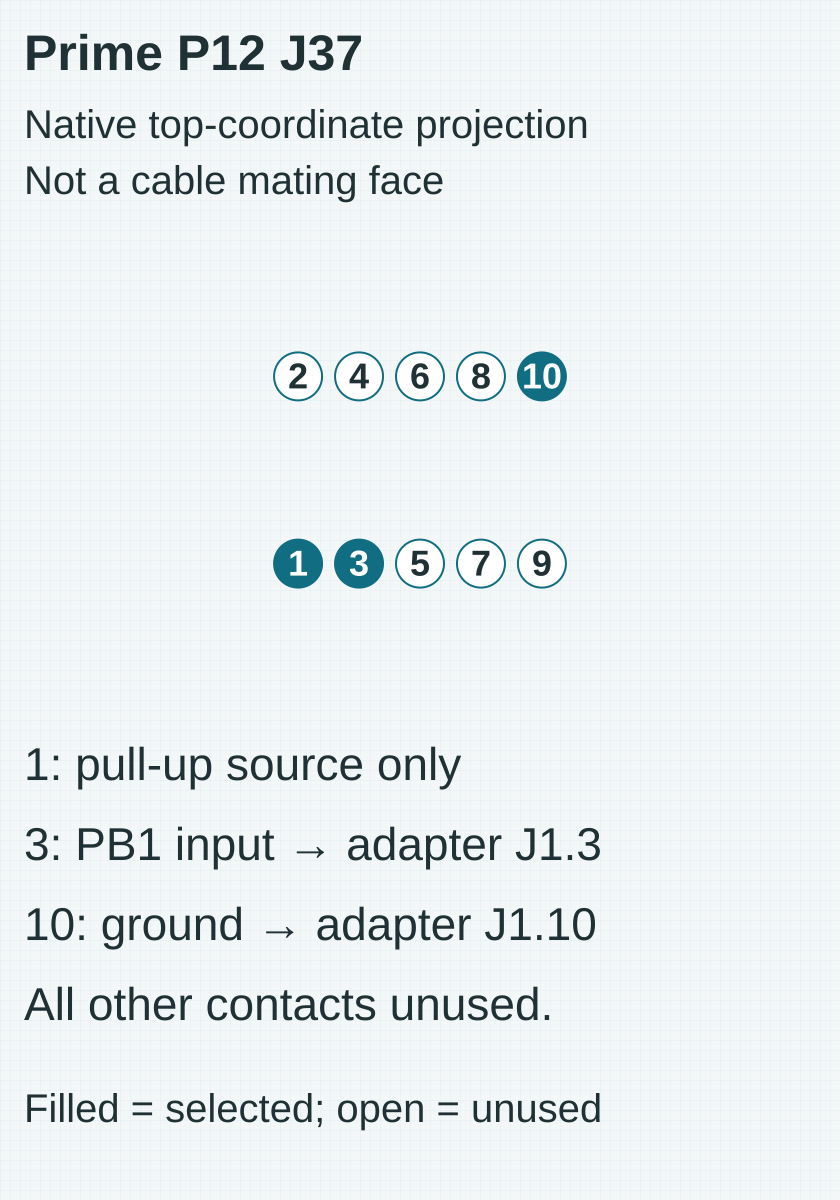 Prime P12 J37
Native top-coordinate projection
Not a cable mating face
2 4 6 8 10
1 3 5 7 9
1: pull-up source only
3: PB1 input → adapter J1.3
10: ground → adapter J1.10
All other contacts unused.
Filled = selected; open = unused